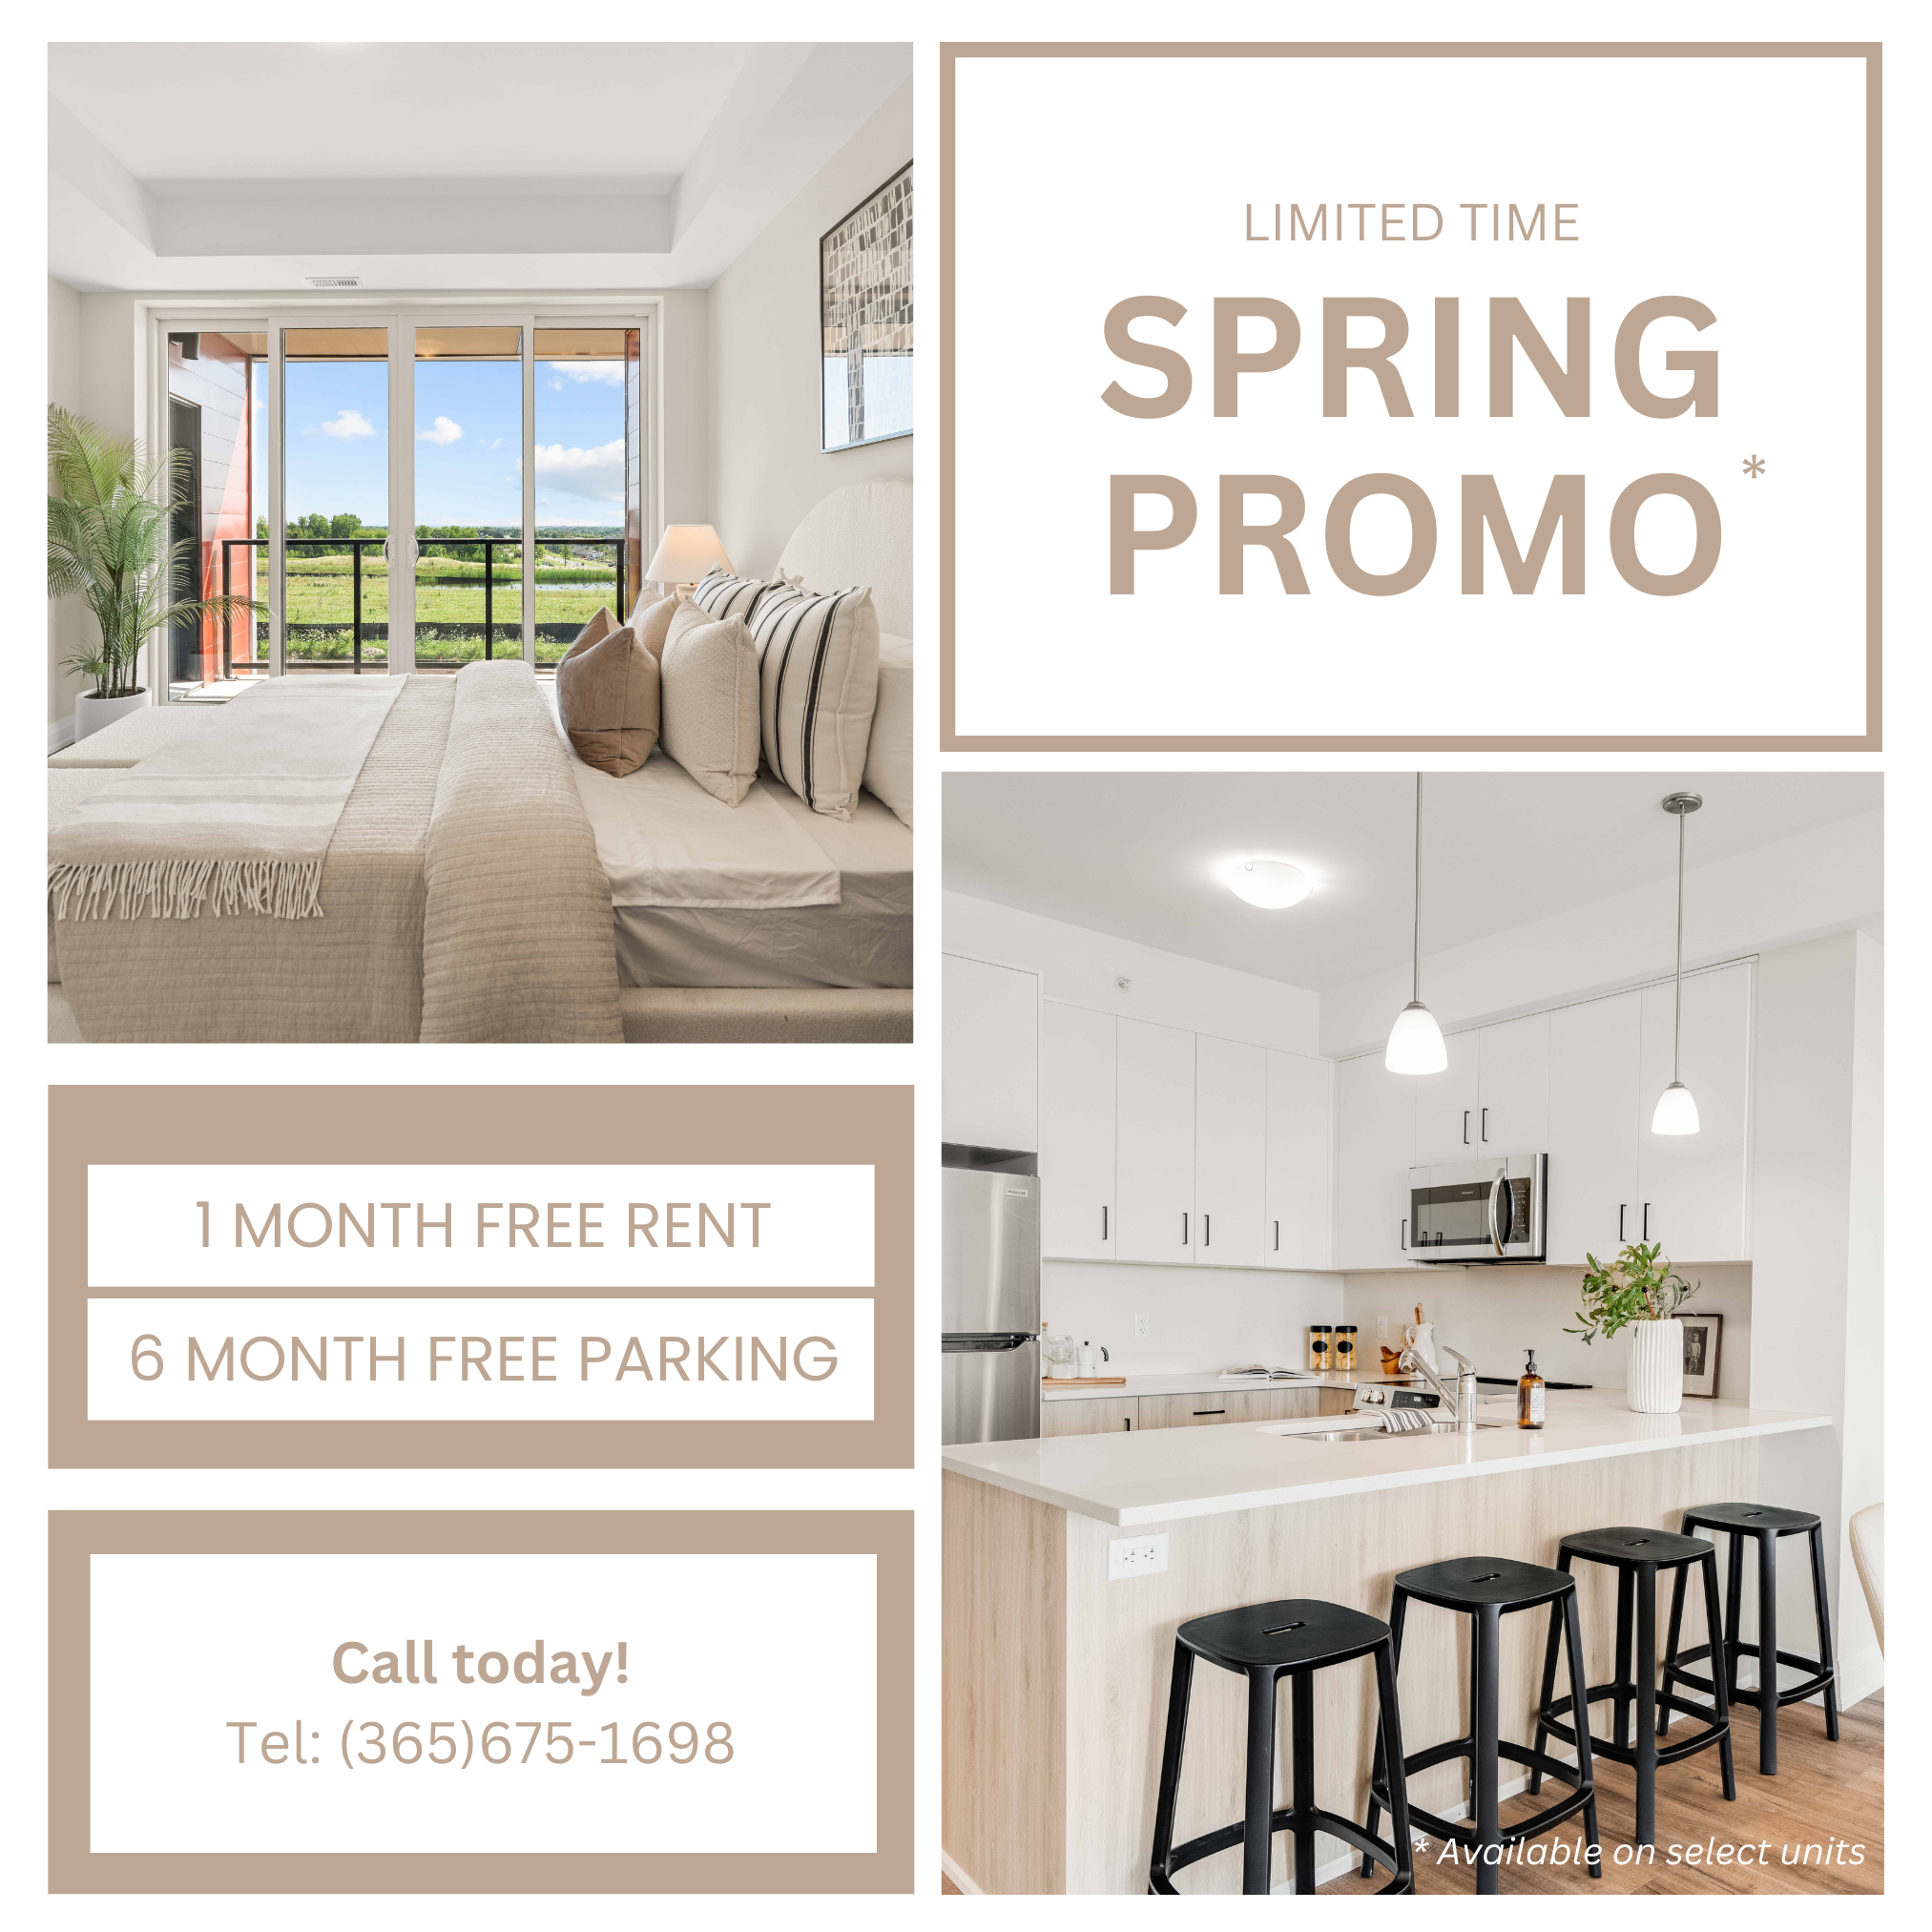 LIMITED TIME
SPRING
PROMO*
1 MONTH FREE RENT
6 MONTH FREE PARKING
Call today!
Tel: (365)675-1698
* Available on select units